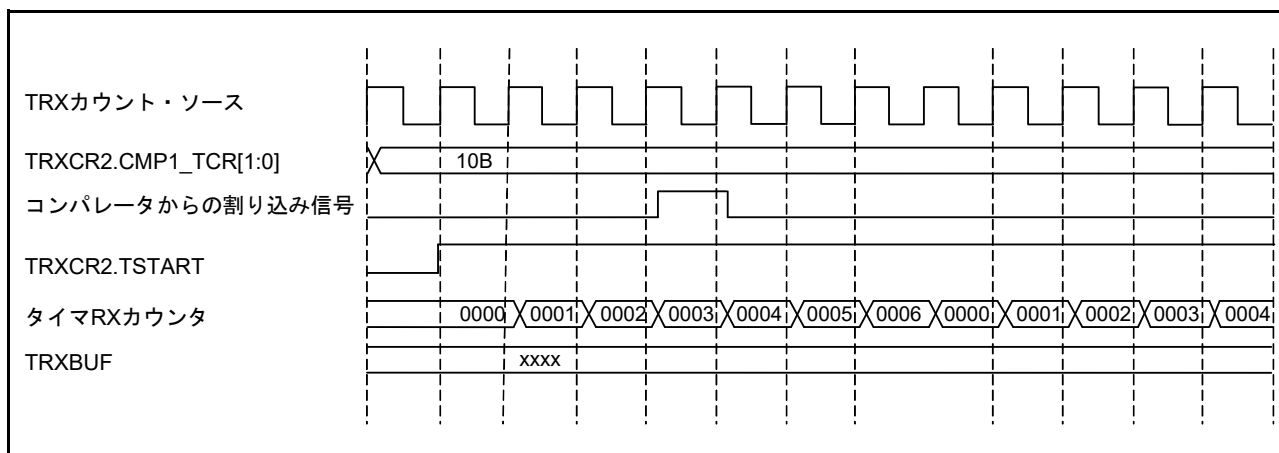 TRXカウント・ソース
TRXCR2.CMP1_TCR[1:0] 10B
コンパレータからの割り込み信号
TRXCR2.TSTART
タイマRXカウンタ 0000 0001 0002 0003 0004 0005 0006 0000 0001 0002 0003 0004
TRXBUF xxxx